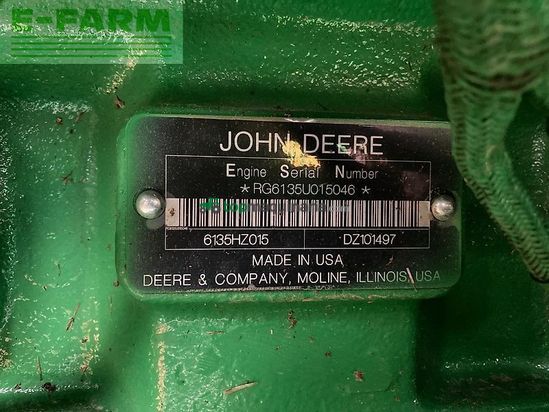 E-FARM
JOHN DEERE
Engine Serial Number
*RG6135U015046*
6135HZ015 DZ101497
MADE IN USA
DEERE & COMPANY, MOLINE, ILLINOIS, USA